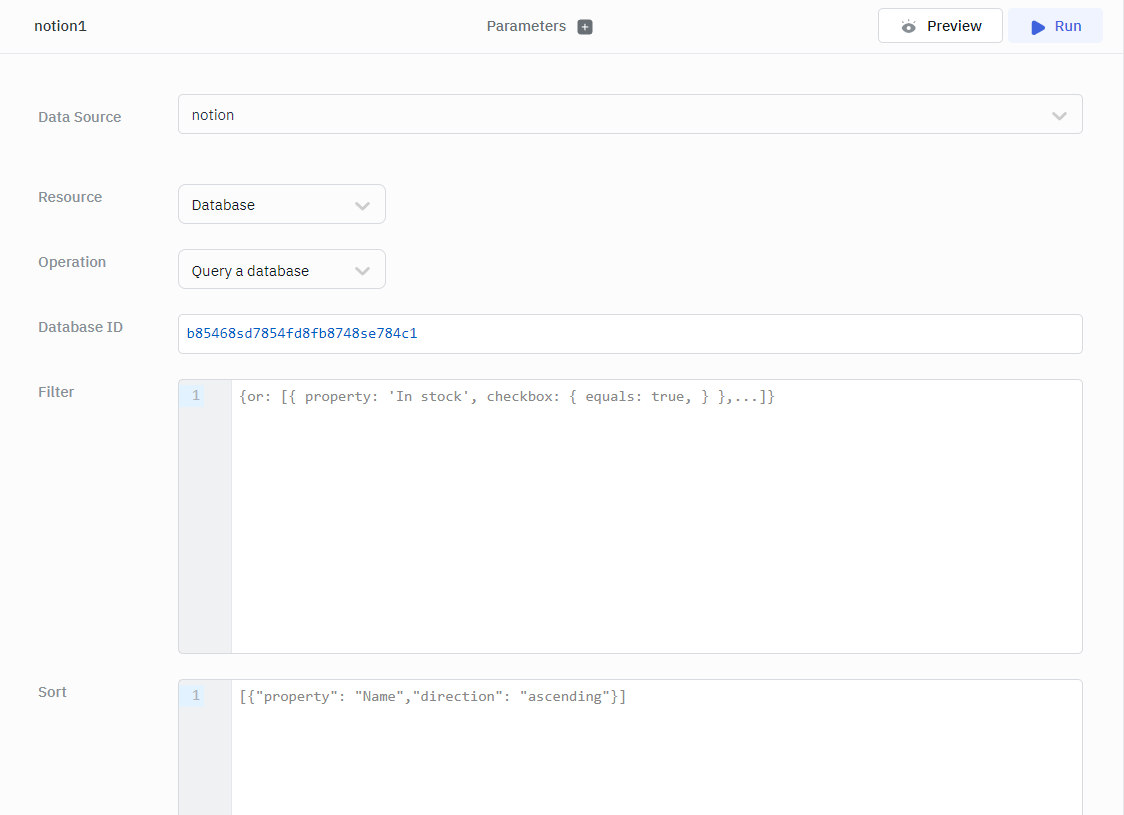 notion1
Parameters
Preview
Run
Data Source
notion
Resource
Database
Operation
Query a database
Database ID
b85468sd7854fd8fb8748se784c1
Filter
1
{or: [{ property: 'In stock', checkbox: { equals: true, } },...]}
Sort
1
[{"property": "Name","direction": "ascending"}]